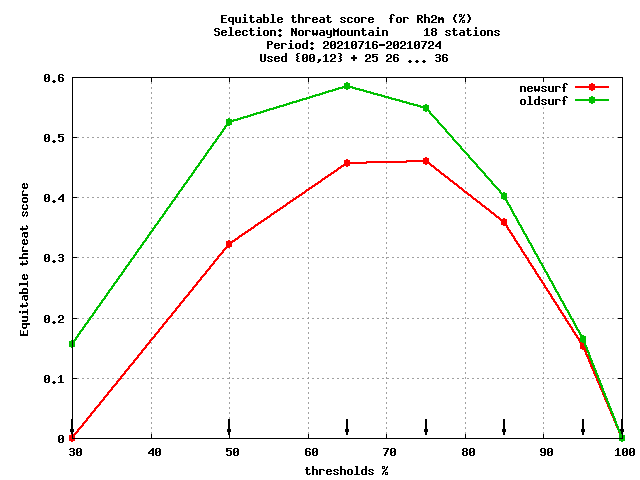 Equitable threat score  for Rh2m (%)
Selection: NorwayMountain     18 stations
Period: 20210716-20210724
Used {00,12} + 25 26 ... 36
newsurf
oldsurf
Equitable threat score
0.6
0.5
0.4
0.3
0.2
0.1
0
30 40 50 60 70 80 90 100
thresholds %